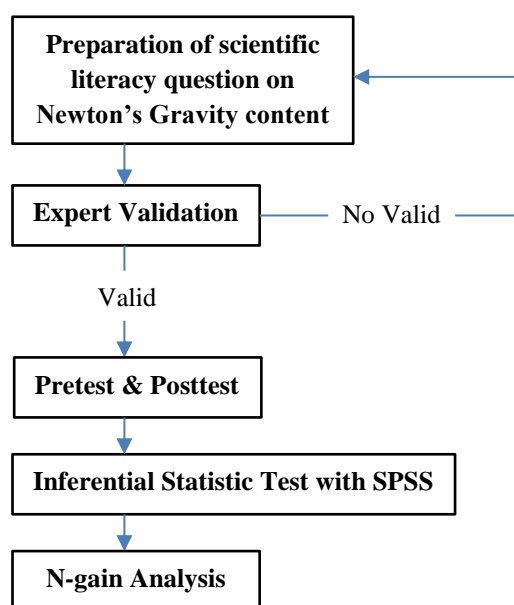 Preparation of scientific
literacy question on
Newton's Gravity content
Expert Validation
No Valid
Valid
Pretest & Posttest
Inferential Statistic Test with SPSS
N-gain Analysis